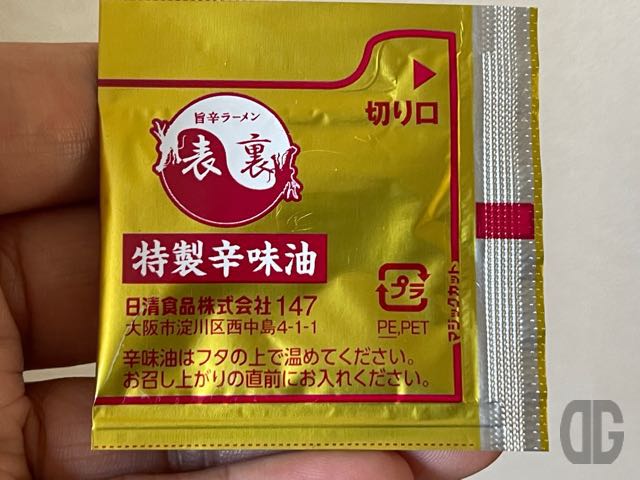 切り口
旨辛ラーメン
表裏
特製辛味油
日清食品株式会社 147
大阪市淀川区西中島4-1-1
プラ
PE,PET
マジックカット
辛味油はフタの上で温めてください。
お召し上がりの直前にお入れください。
DG